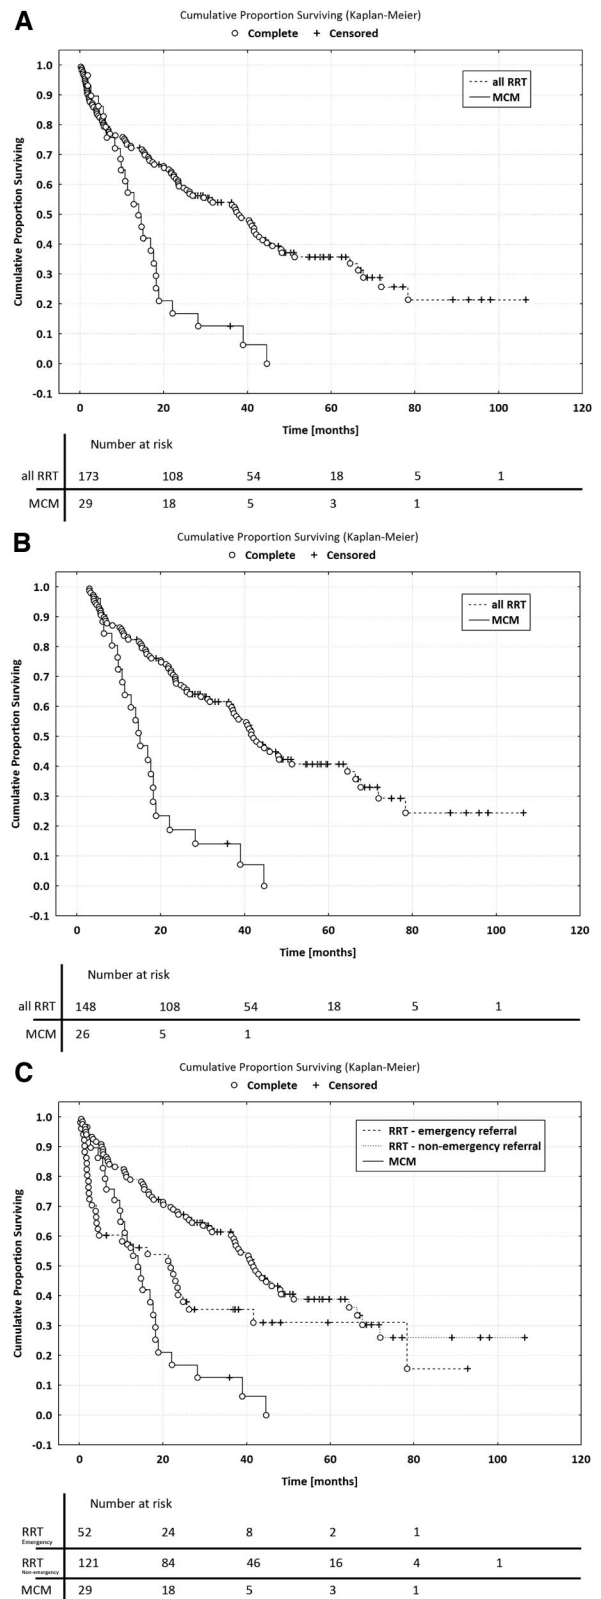 A
Cumulative Proportion Surviving (Kaplan-Meier)
Complete + Censored
all RRT
MCM
Cumulative Proportion Surviving
1.0
0.9
0.8
0.7
0.6
0.5
0.4
0.3
0.2
0.1
0.0
-0.1
0 20 40 60 80 100 120
Time [months]
Number at risk
all RRT 173 108 54 18 5 1
MCM 29 18 5 3 1
B
Cumulative Proportion Surviving (Kaplan-Meier)
Complete + Censored
all RRT
MCM
Cumulative Proportion Surviving
1.0
0.9
0.8
0.7
0.6
0.5
0.4
0.3
0.2
0.1
0.0
-0.1
0 20 40 60 80 100 120
Time [months]
Number at risk
all RRT 148 108 54 18 5 1
MCM 26 5 1
C
Cumulative Proportion Surviving (Kaplan-Meier)
Complete + Censored
RRT - emergency referral
RRT - non-emergency referral
MCM
Cumulative Proportion Surviving
1.0
0.9
0.8
0.7
0.6
0.5
0.4
0.3
0.2
0.1
0.0
-0.1
0 20 40 60 80 100 120
Time [months]
Number at risk
RRT 52 24 8 2 1
Emergency
RRT 121 84 46 16 4 1
Non-emergency
MCM 29 18 5 3 1